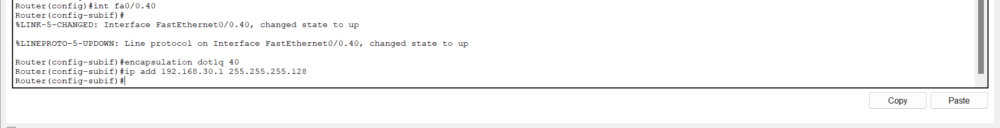 Router(config)#int fa0/0.40
Router(config-subif)#
%LINK-5-CHANGED: Interface FastEthernet0/0.40, changed state to up
%LINEPROTO-5-UPDOWN: Line protocol on Interface FastEthernet0/0.40, changed state to up
Router(config-subif)#encapsulation dot1q 40
Router(config-subif)#ip add 192.168.30.1 255.255.255.128
Router(config-subif)#
Copy
Paste